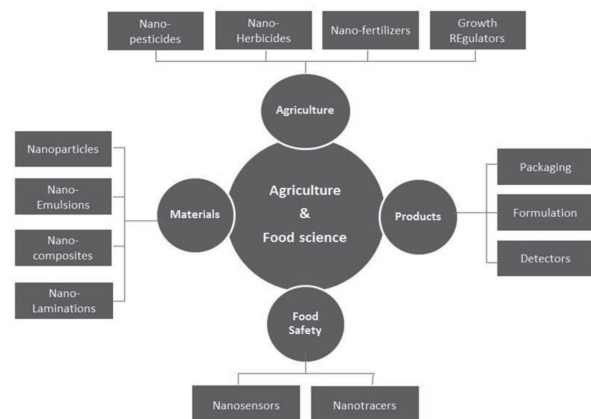 Nano-
pesticides
Nano-
Herbicides
Nano-fertilizers
Growth
REgulators
Agriculture
Nanoparticles
Nano-
Emulsions
Nano-
composites
Nano-
Laminations
Materials
Agriculture
&
Food science
Products
Packaging
Formulation
Detectors
Food
Safety
Nanosensors
Nanotracers